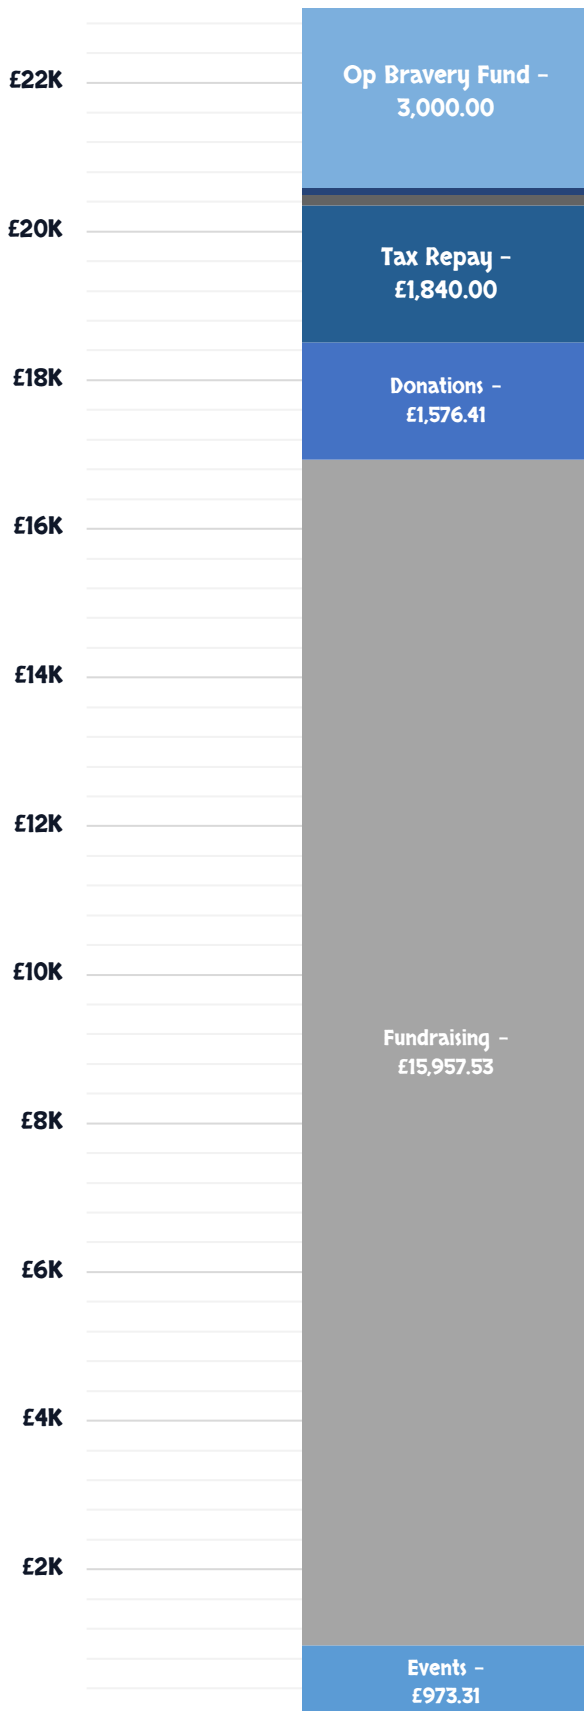 £22K
Op Bravery Fund –
3,000.00
£20K
Tax Repay –
£1,840.00
£18K
Donations –
£1,576.41
£16K
£14K
£12K
£10K
Fundraising –
£15,957.53
£8K
£6K
£4K
£2K
Events –
£973.31